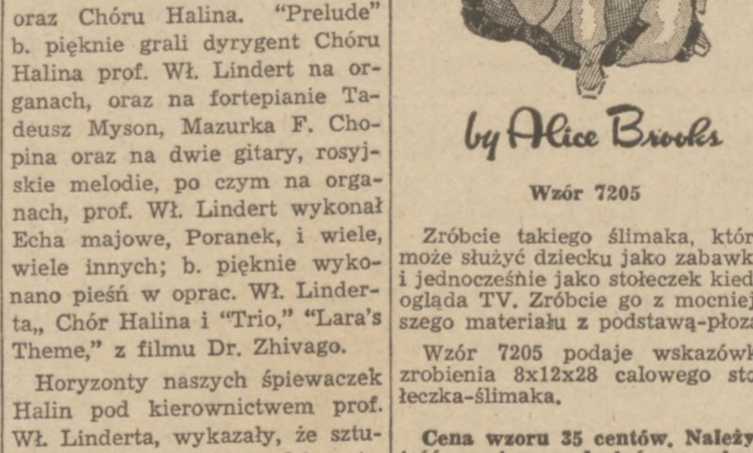 oraz Chóru Halina. "Prelude"
b. pięknie grali dyrygent Chóru
Halina prof. Wł. Lindert na or-
ganach, oraz na fortepianie Ta-
deusz Myson, Mazurka F. Cho-
pina oraz na dwie gitary, rosyj-
skie melodie, po czym na orga-
nach, prof. Wł. Lindert wykonał
Echa majowe, Poranek, i wiele,
wiele innych; b. pięknie wyko-
nano pieśń w oprac. Wł. Linder-
ta,, Chór Halina i "Trio," "Lara's
Theme," z filmu Dr. Zhivago.
Horyzonty naszych śpiewaczek
Halin pod kierownictwem prof.
Wł. Linderta, wykazały, że sztu-
by Alice Brooks
Wzór 7205
Zróbcie takiego ślimaka, któr
może służyć dziecku jako zabawk
i jednocześnie jako stołeczek kied
ogląda TV. Zróbcie go z mocniej
szego materiału z podstawą-płoz
Wzór 7205 podaje wskazówk
zrobienia 8x12x28 calowego sto
łeczka-ślimaka.
Cena wzoru 35 centów. Należy